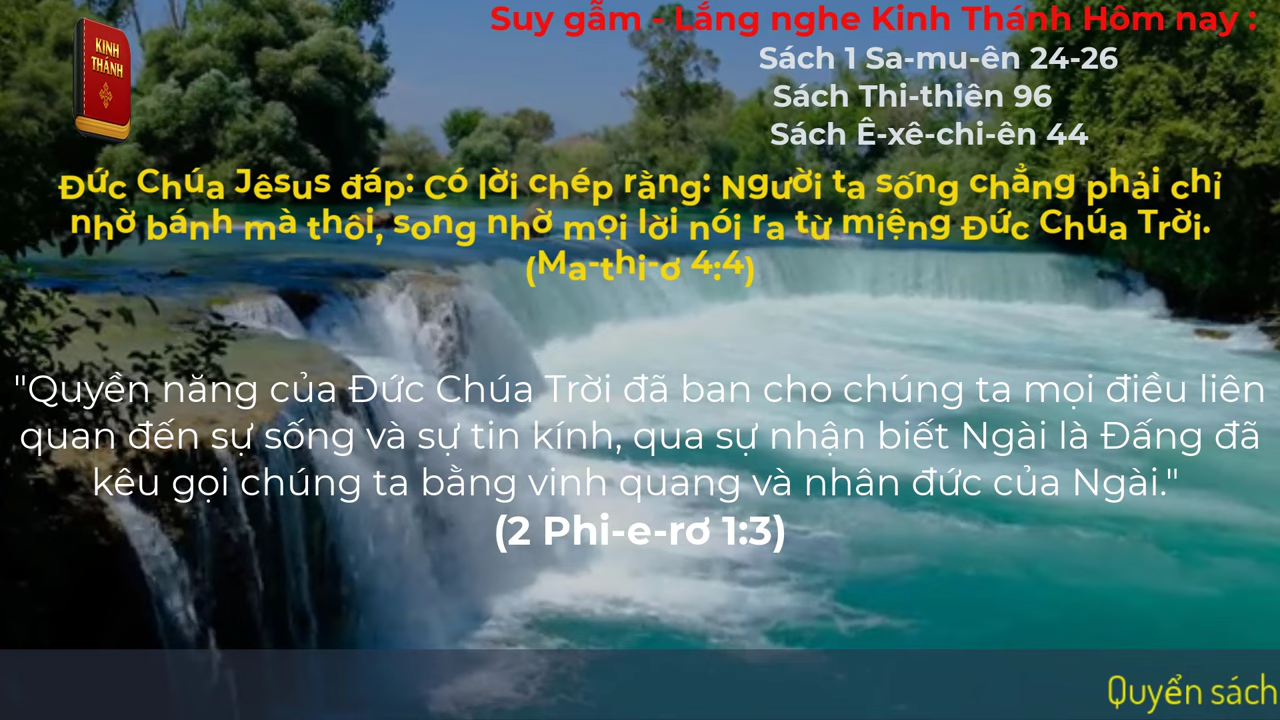 KINH
THÁNH
Suy gẫm - Lắng nghe Kinh Thánh Hôm nay :
Sách 1 Sa-mu-ên 24-26
Sách Thi-thiên 96
Sách Ê-xê-chi-ên 44
Đức Chúa Jêsus đáp: Có lời chép rằng: Người ta sống chẳng phải chỉ
nhờ bánh mà thôi, song nhờ mọi lời nói ra từ miệng Đức Chúa Trời.
(Ma-thi-ơ 4:4)
"Quyền năng của Đức Chúa Trời đã ban cho chúng ta mọi điều liên
quan đến sự sống và sự tin kính, qua sự nhận biết Ngài là Đấng đã
kêu gọi chúng ta bằng vinh quang và nhân đức của Ngài."
(2 Phi-e-rơ 1:3)
Quyển sách